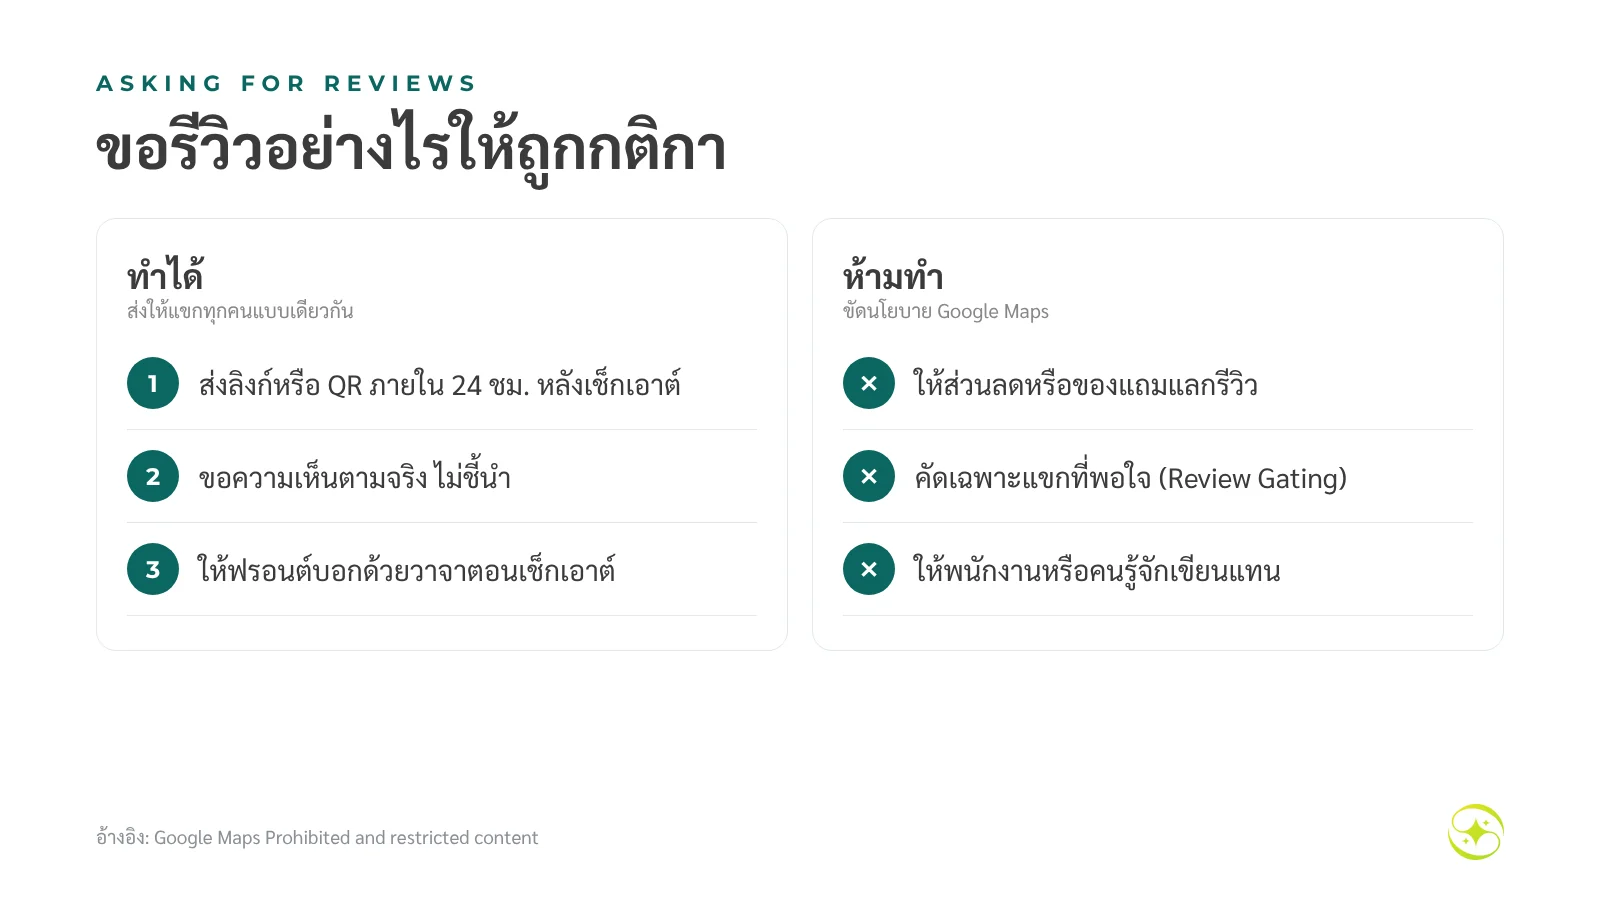 ASKING FOR REVIEWS
ขอรีวิวอย่างไรให้ถูกกติกา
ทำได้
ส่งให้แขกทุกคนแบบเดียวกัน
1 ส่งลิงก์หรือ QR ภายใน 24 ชม. หลังเช็กเอาต์
2 ขอความเห็นตามจริง ไม่ชี้นำ
3 ให้ฟรอนต์บอกด้วยวาจาตอนเช็กเอาต์
ห้ามทำ
ขัดนโยบาย Google Maps
✕ ให้ส่วนลดหรือของแถมแลกรีวิว
✕ คัดเฉพาะแขกที่พอใจ (Review Gating)
✕ ให้พนักงานหรือคนรู้จักเขียนแทน
อ้างอิง: Google Maps Prohibited and restricted content